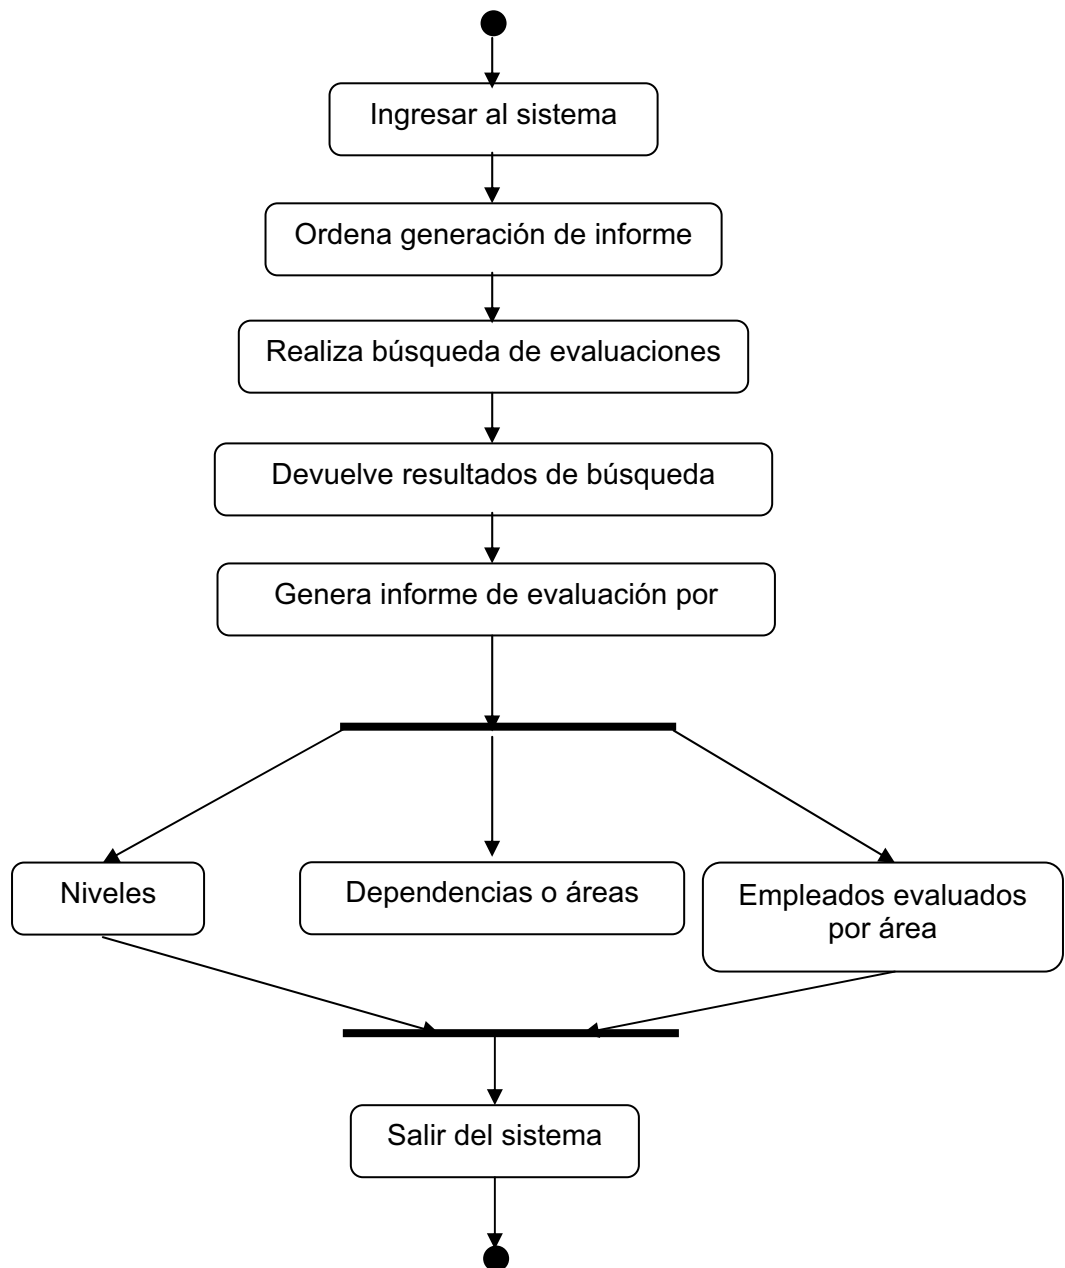 Ingresar al sistema
Ordena generación de informe
Realiza búsqueda de evaluaciones
Devuelve resultados de búsqueda
Genera informe de evaluación por
Niveles
Dependencias o áreas
Empleados evaluados
por área
Salir del sistema